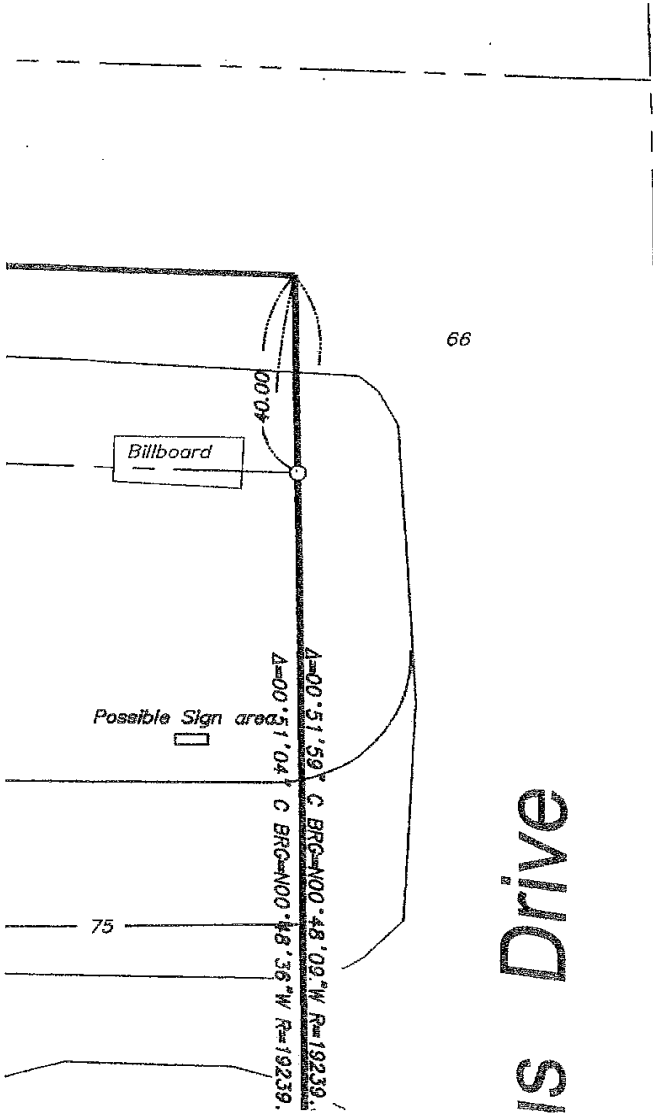 66
40.00
Billboard
Possible Sign area
Δ=00°51'59" C BRG=N00°48'09."W R=19239.
Δ=00°51'04" C BRG=N00°48'36"W R=19239.
75
Drive